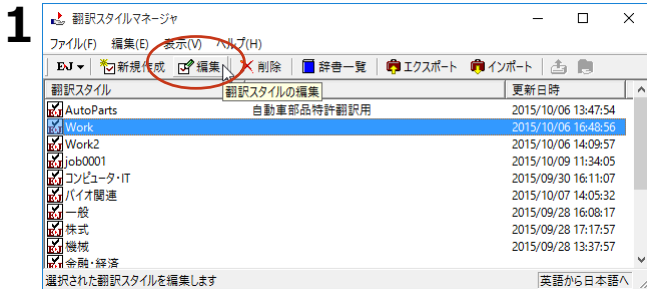 1
翻訳スタイルマネージャ
ファイル(F) 編集(E) 表示(V) ヘルプ(H)
EJ 新規作成 編集 削除 辞書一覧 エクスポート インポート
翻訳スタイル 更新日時
翻訳スタイルの編集
AutoParts 自動車部品特許翻訳用 2015/10/06 13:47:54
Work 2015/10/06 16:48:56
Work2 2015/10/06 14:09:57
job0001 2015/10/09 11:34:05
コンピュータ・IT 2015/09/30 16:11:07
バイオ関連 2015/10/07 14:05:32
一般 2015/09/28 16:08:17
株式 2015/09/28 17:17:57
機械 2015/09/28 13:37:57
金融・経済
選択された翻訳スタイルを編集します 英語から日本語へ